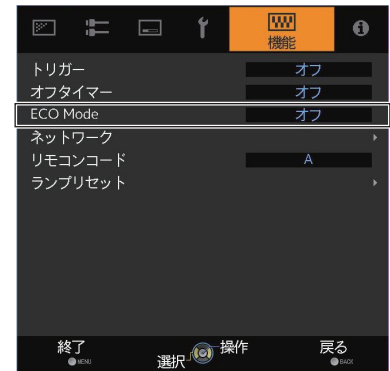 機能
トリガー オフ
オフタイマー オフ
ECO Mode オフ
ネットワーク
リモコンコード A
ランプリセット
終了 選択 操作 戻る
MENU BACK